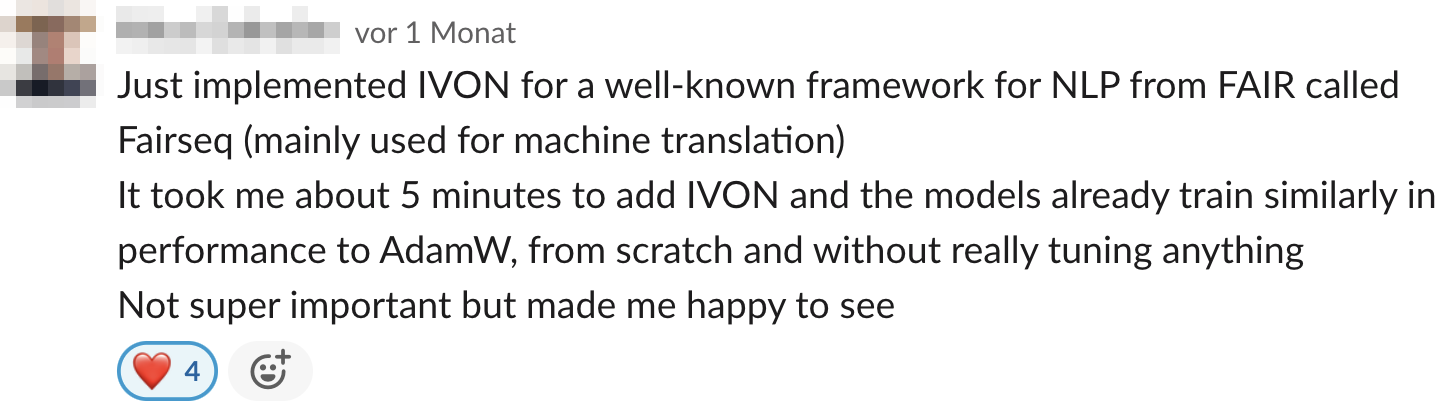 vor 1 Monat
Just implemented IVON for a well-known framework for NLP from FAIR called
Fairseq (mainly used for machine translation)
It took me about 5 minutes to add IVON and the models already train similarly in
performance to AdamW, from scratch and without really tuning anything
Not super important but made me happy to see
4